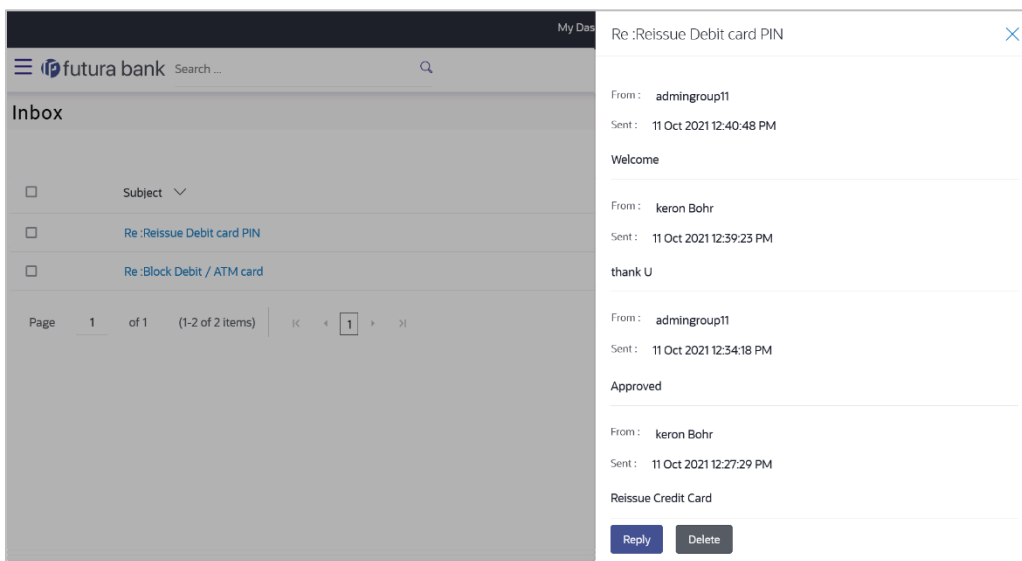 My Das
futura bank Search ...
Inbox
Subject
Re :Reissue Debit card PIN
Re :Block Debit / ATM card
Page 1 of 1 (1-2 of 2 items) 1
Re :Reissue Debit card PIN
From : admingroup11
Sent : 11 Oct 2021 12:40:48 PM
Welcome
From : keron Bohr
Sent : 11 Oct 2021 12:39:23 PM
thank U
From : admingroup11
Sent : 11 Oct 2021 12:34:18 PM
Approved
From : keron Bohr
Sent : 11 Oct 2021 12:27:29 PM
Reissue Credit Card
Reply Delete